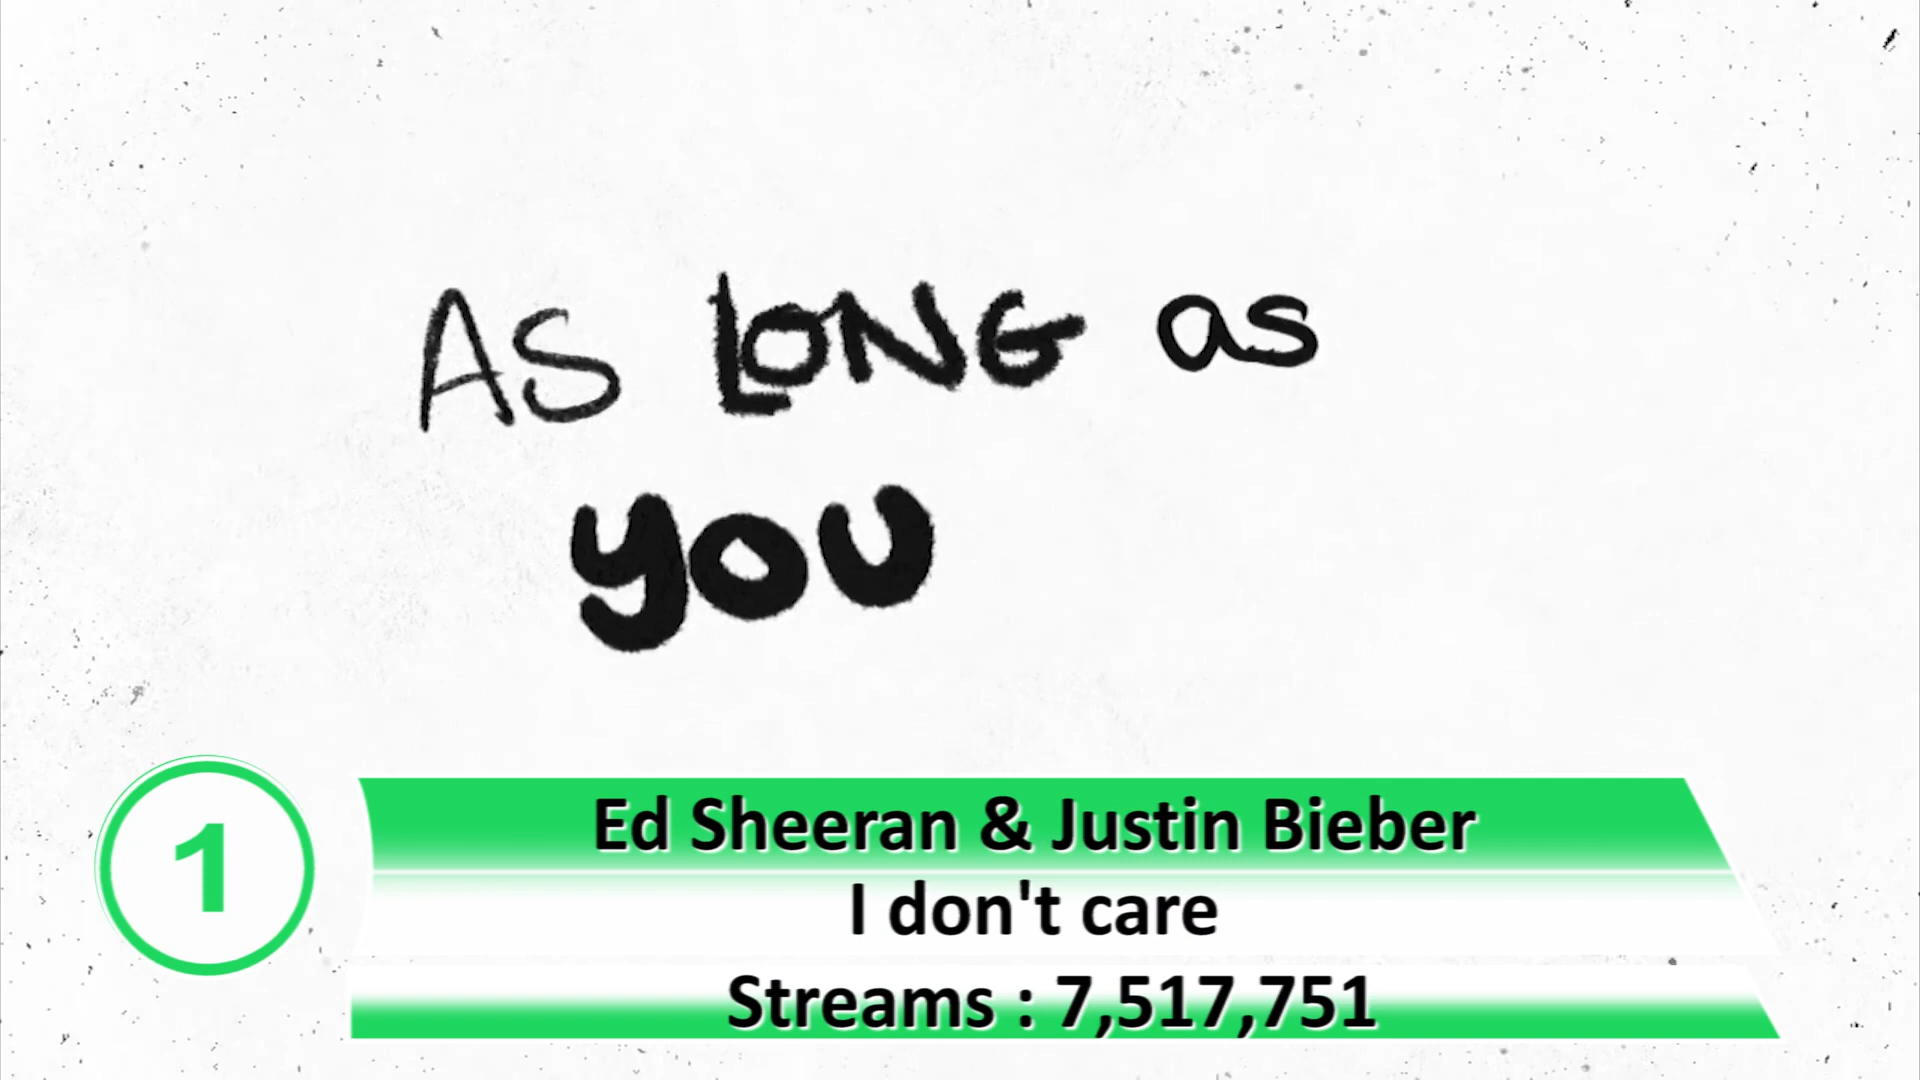 As LONG as
you
1
Ed Sheeran & Justin Bieber
I don't care
Streams : 7,517,751